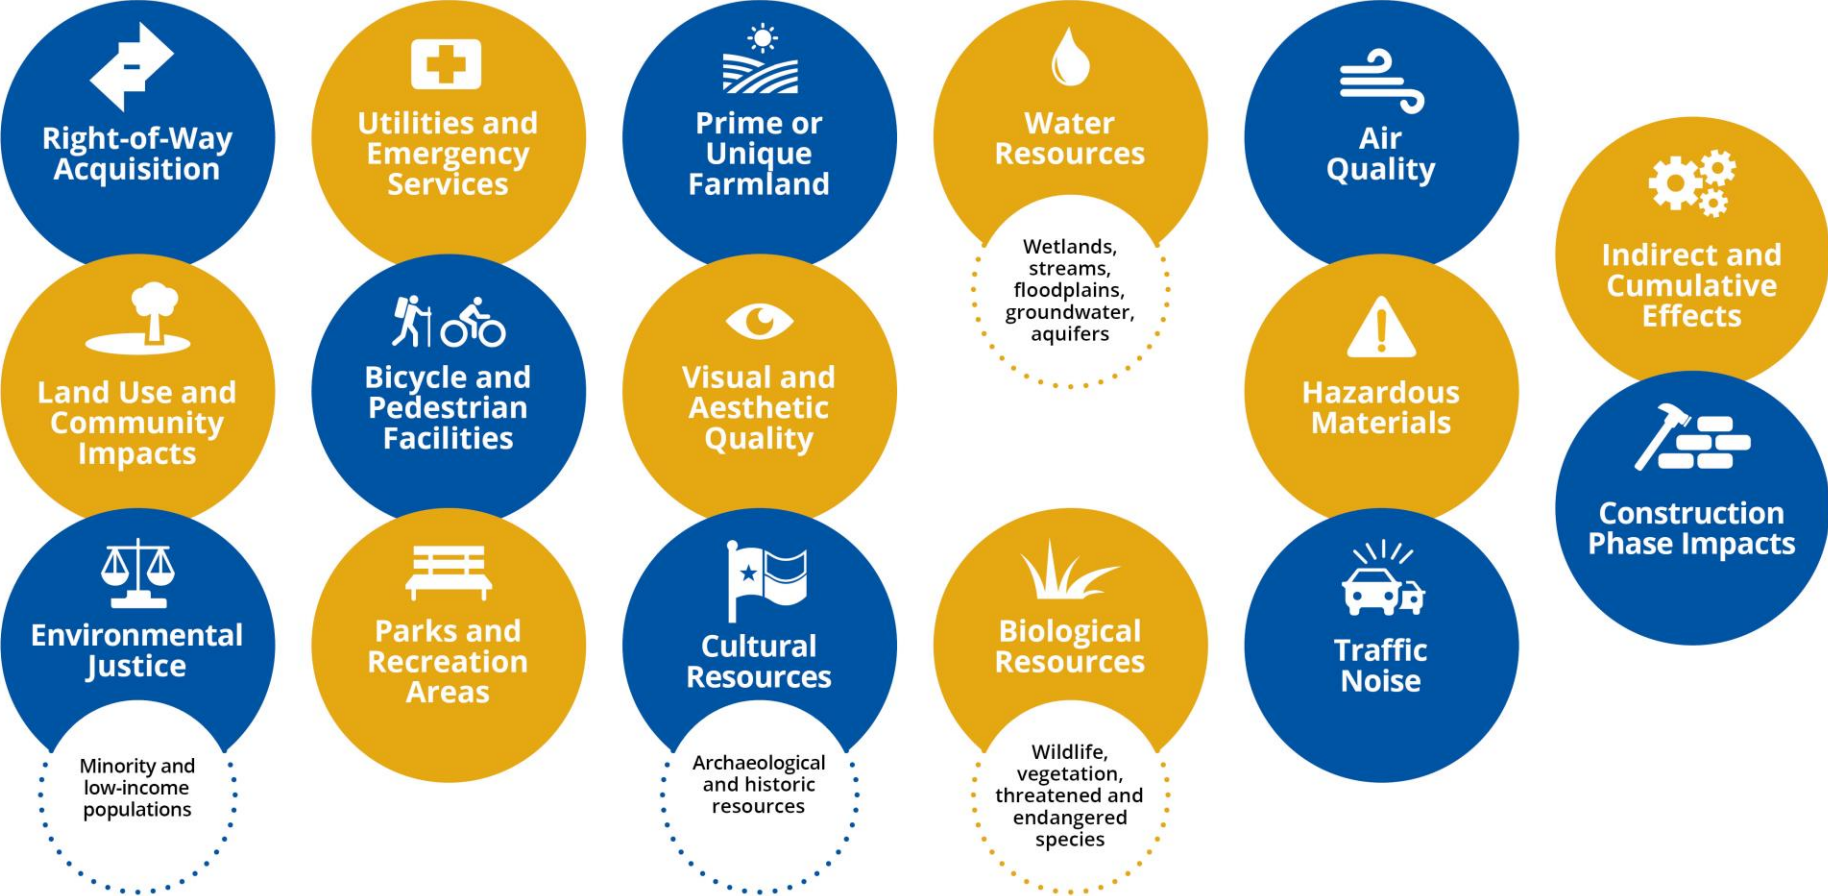 Right-of-Way
Acquisition
Land Use and
Community
Impacts
Environmental
Justice
Minority and
low-income
populations
Utilities and
Emergency
Services
Bicycle and
Pedestrian
Facilities
Parks and
Recreation
Areas
Prime or
Unique
Farmland
Visual and
Aesthetic
Quality
Cultural
Resources
Archaeological
and historic
resources
Water
Resources
Wetlands,
streams,
floodplains,
groundwater,
aquifers
Biological
Resources
Wildlife,
vegetation,
threatened and
endangered
species
Air
Quality
Hazardous
Materials
Traffic
Noise
Indirect and
Cumulative
Effects
Construction
Phase Impacts